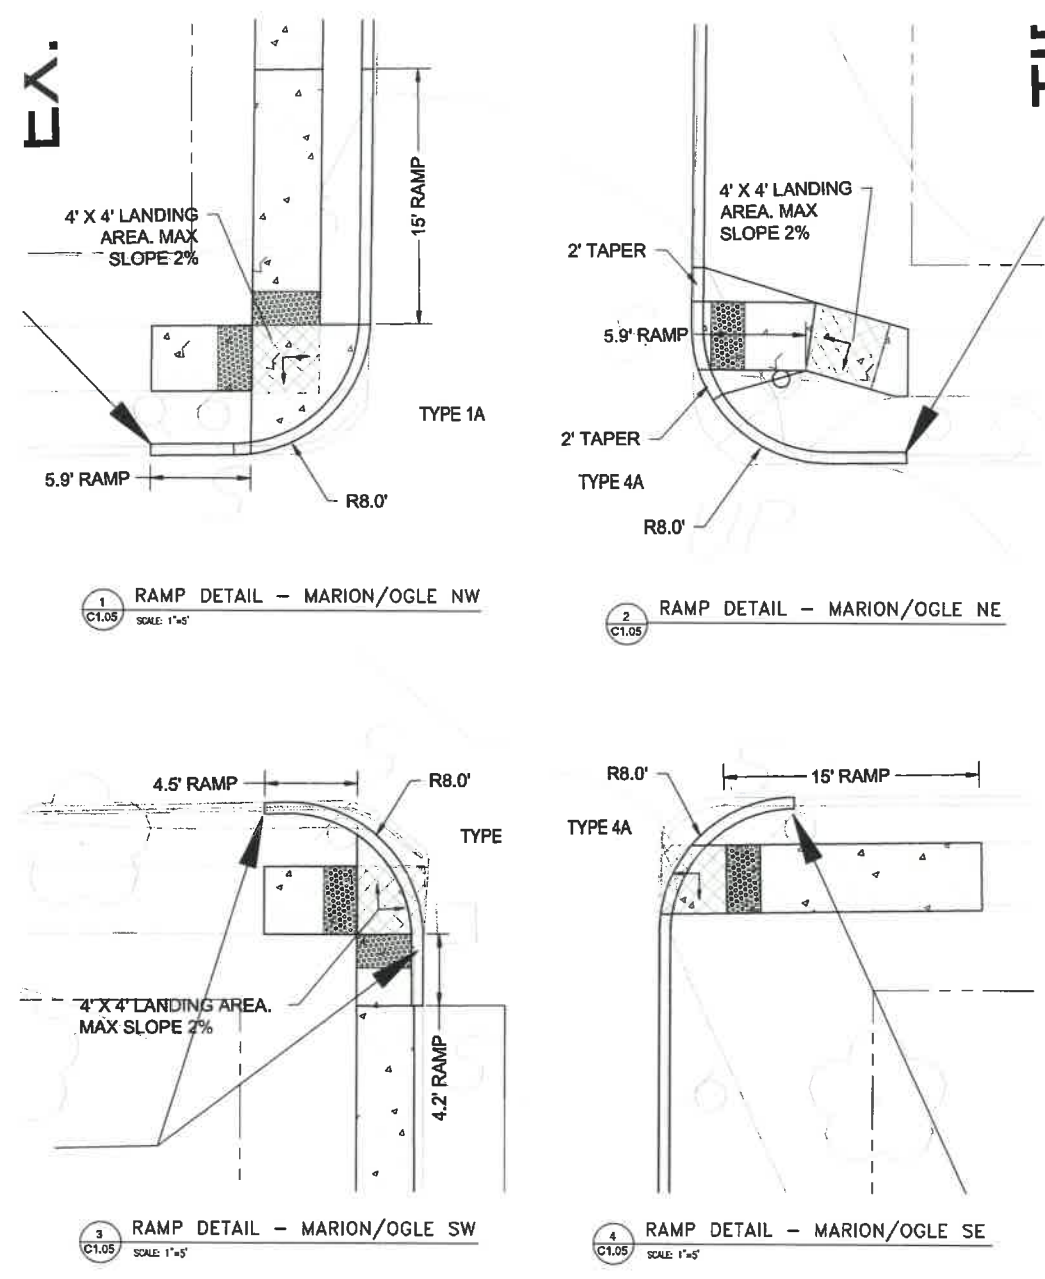 EX.
4' X 4' LANDING
AREA. MAX
SLOPE 2%
15' RAMP
TYPE 1A
5.9' RAMP
R8.0'
1
C1.05
RAMP DETAIL - MARION/OGLE NW
SCALE: 1"=5'
4' X 4' LANDING
AREA. MAX
SLOPE 2%
2' TAPER
5.9' RAMP
2' TAPER
TYPE 4A
R8.0'
2
C1.05
RAMP DETAIL - MARION/OGLE NE
4.5' RAMP
R8.0'
TYPE
4' X 4' LANDING AREA.
MAX SLOPE 2%
4.2' RAMP
3
C1.05
RAMP DETAIL - MARION/OGLE SW
SCALE: 1"=5'
R8.0'
15' RAMP
TYPE 4A
4
C1.05
RAMP DETAIL - MARION/OGLE SE
SCALE: 1"=5'